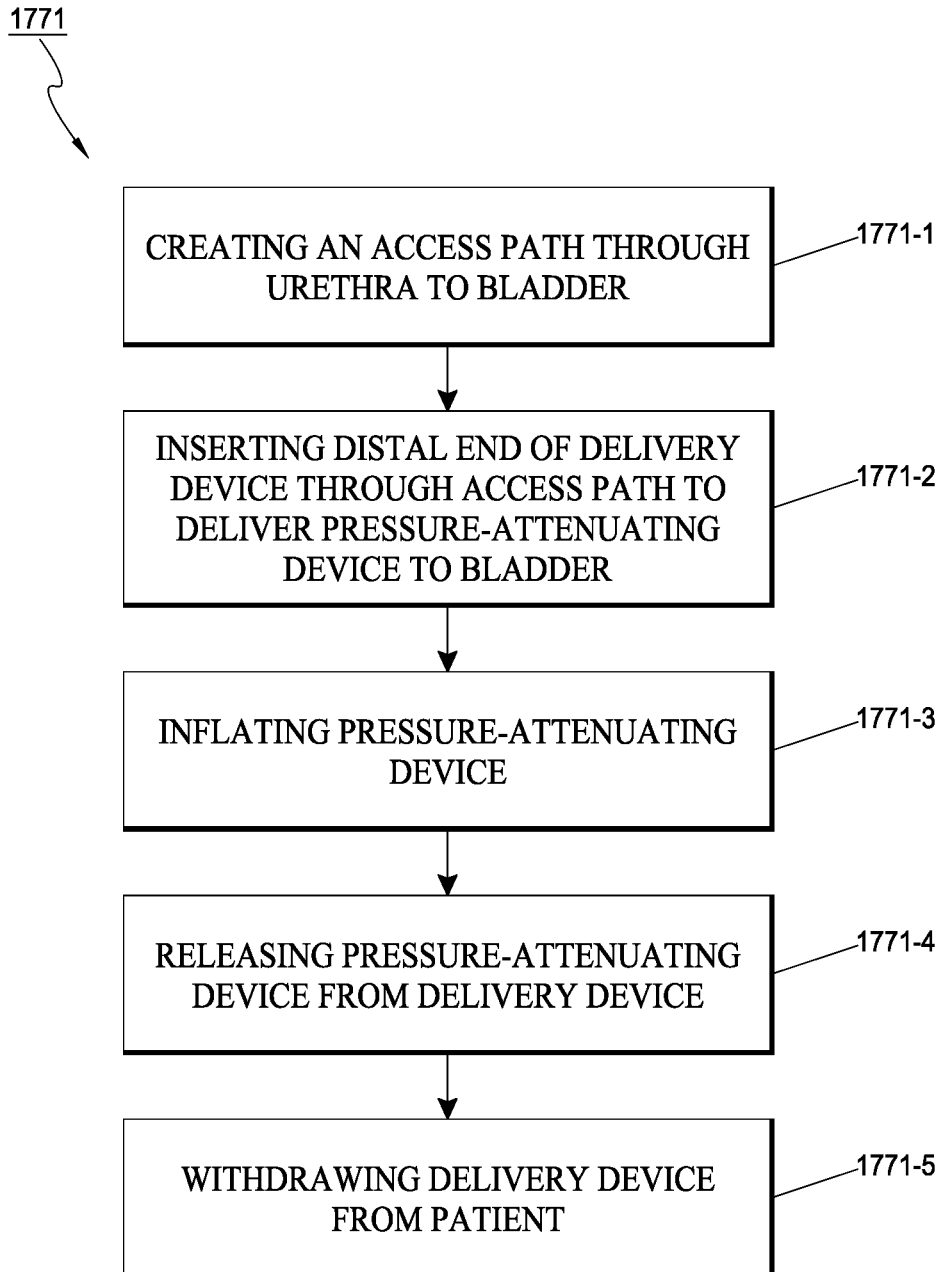 1771
CREATING AN ACCESS PATH THROUGH
URETHRA TO BLADDER
1771-1
INSERTING DISTAL END OF DELIVERY
DEVICE THROUGH ACCESS PATH TO
DELIVER PRESSURE-ATTENUATING
DEVICE TO BLADDER
1771-2
INFLATING PRESSURE-ATTENUATING
DEVICE
1771-3
RELEASING PRESSURE-ATTENUATING
DEVICE FROM DELIVERY DEVICE
1771-4
WITHDRAWING DELIVERY DEVICE
FROM PATIENT
1771-5